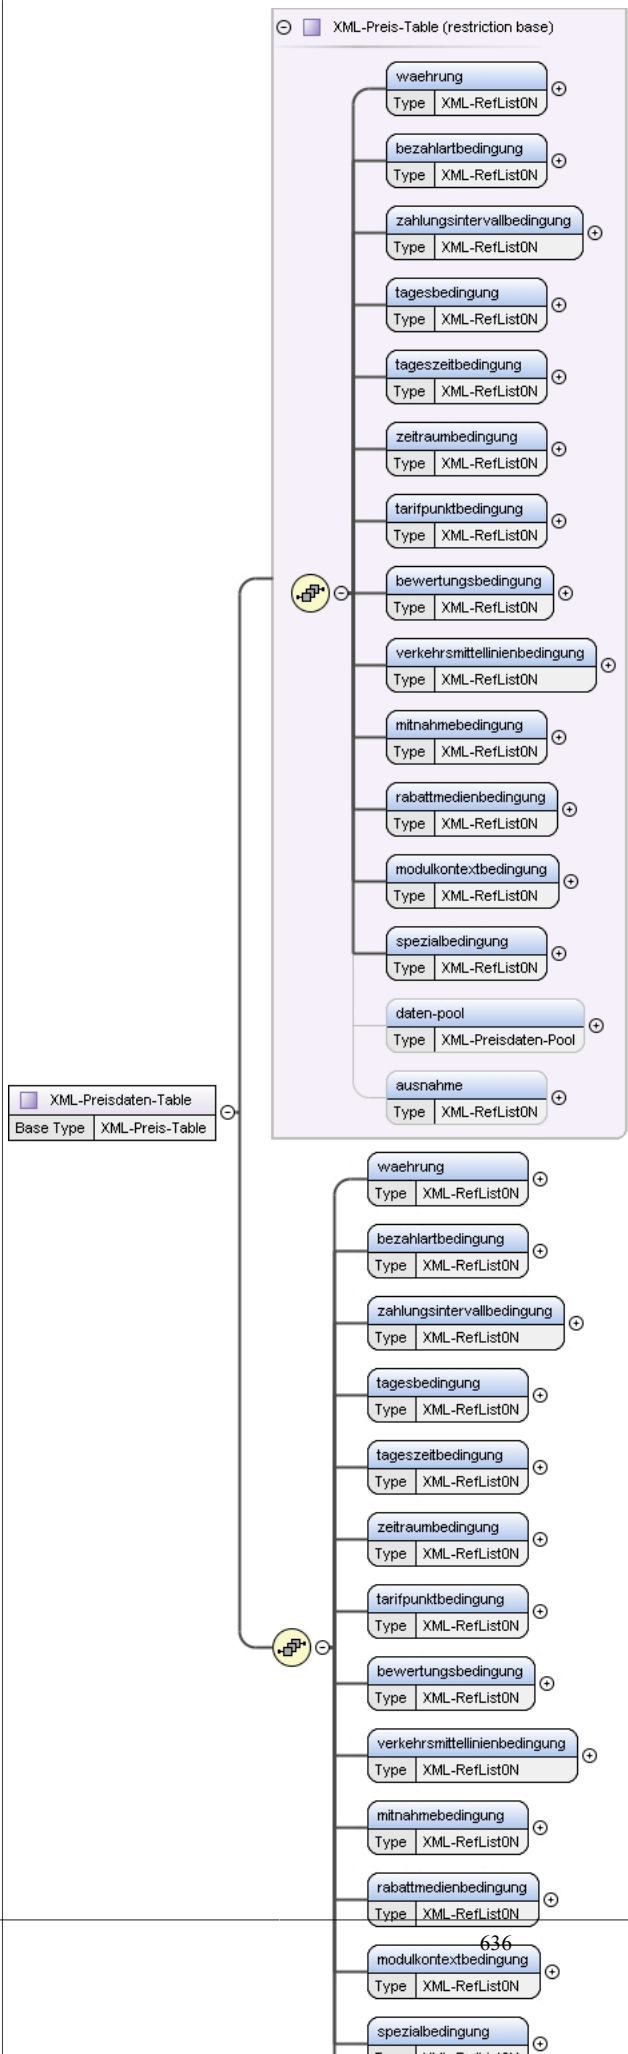 XML-Preis-Table (restriction base)
waehrung
Type XML-RefList0N
bezahlartbedingung
Type XML-RefList0N
zahlungsintervallbedingung
Type XML-RefList0N
tagesbedingung
Type XML-RefList0N
tageszeitbedingung
Type XML-RefList0N
zeitraumbedingung
Type XML-RefList0N
tarifpunktbedingung
Type XML-RefList0N
bewertungsbedingung
Type XML-RefList0N
verkehrsmittellinienbedingung
Type XML-RefList0N
mitnahmebedingung
Type XML-RefList0N
rabattmedienbedingung
Type XML-RefList0N
modulkontextbedingung
Type XML-RefList0N
spezialbedingung
Type XML-RefList0N
daten-pool
Type XML-Preisdaten-Pool
ausnahme
Type XML-RefList0N
XML-Preisdaten-Table
Base Type XML-Preis-Table
waehrung
Type XML-RefList0N
bezahlartbedingung
Type XML-RefList0N
zahlungsintervallbedingung
Type XML-RefList0N
tagesbedingung
Type XML-RefList0N
tageszeitbedingung
Type XML-RefList0N
zeitraumbedingung
Type XML-RefList0N
tarifpunktbedingung
Type XML-RefList0N
bewertungsbedingung
Type XML-RefList0N
verkehrsmittellinienbedingung
Type XML-RefList0N
mitnahmebedingung
Type XML-RefList0N
rabattmedienbedingung
Type XML-RefList0N
636
modulkontextbedingung
Type XML-RefList0N
spezialbedingung